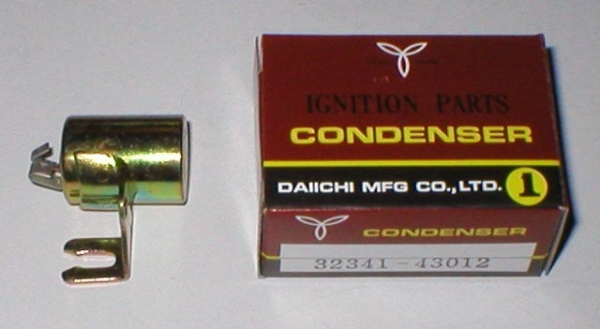 IGNITION PARTS
CONDENSER
DAIICHI MFG CO., LTD. 1
CONDENSER
32341-43012